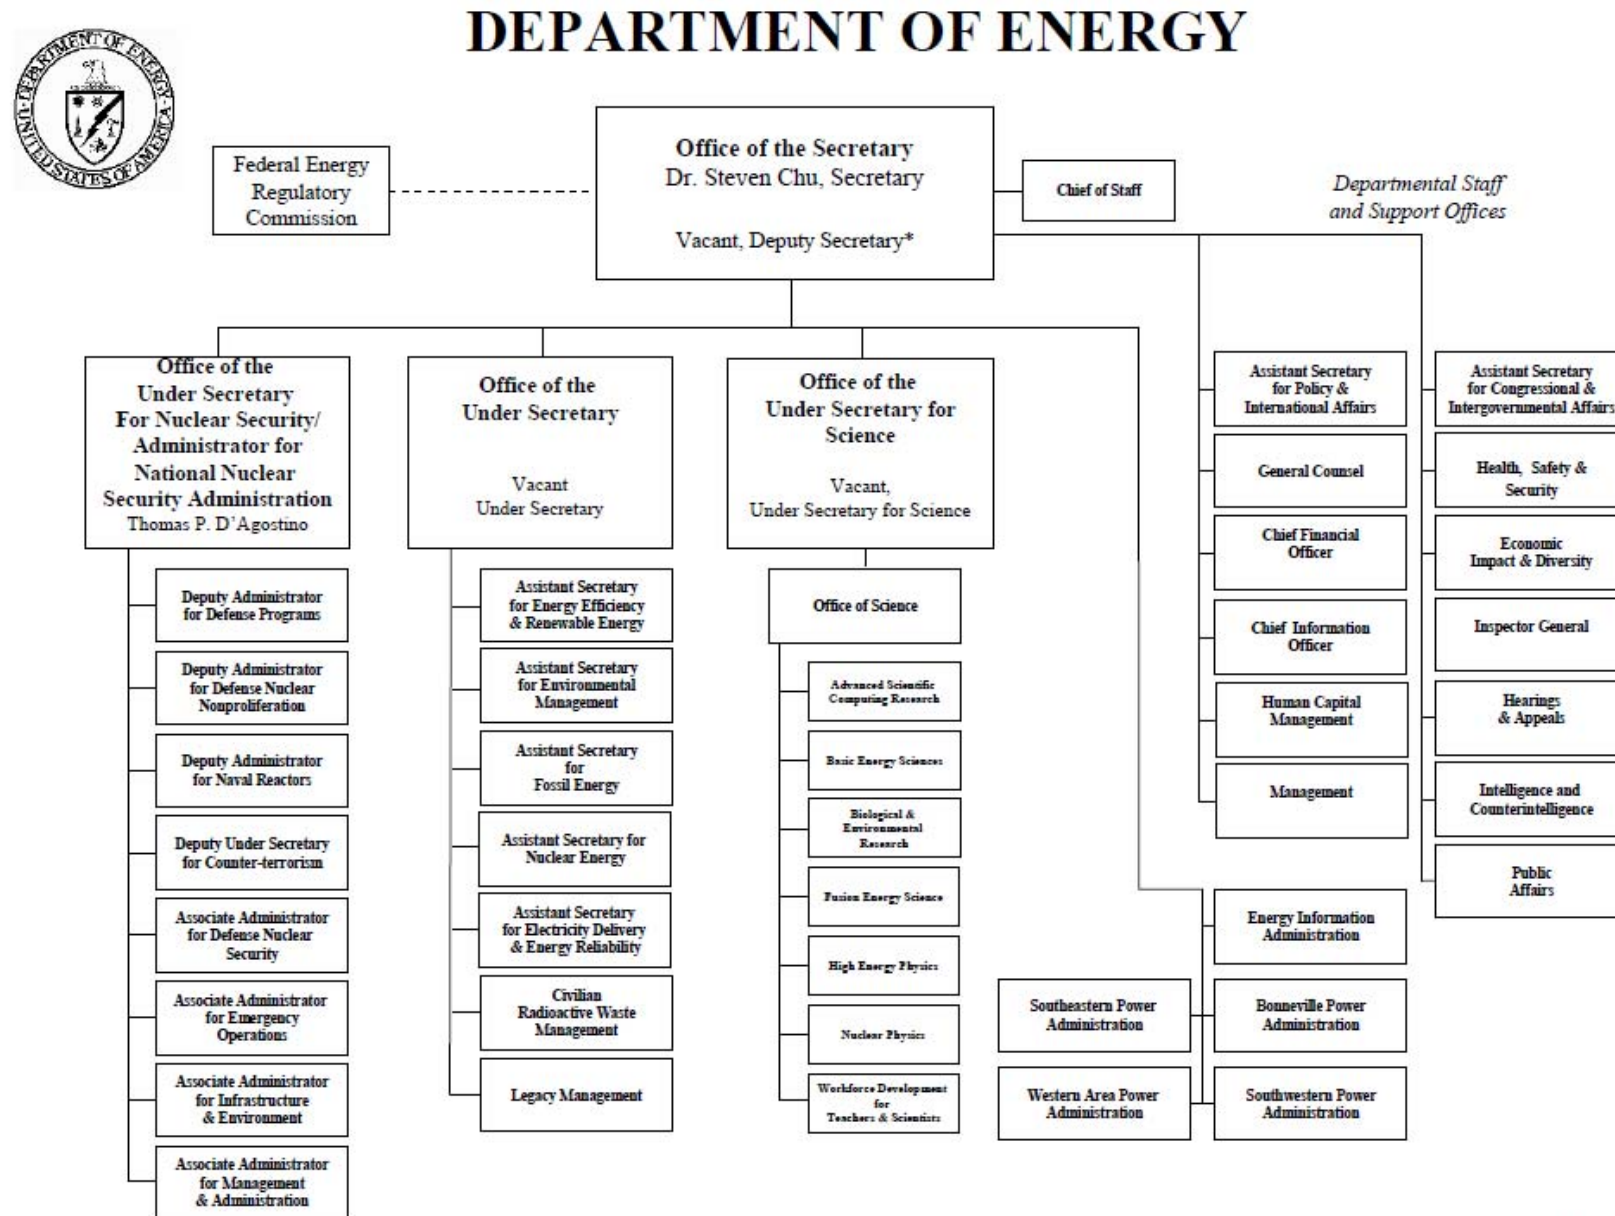 DEPARTMENT OF ENERGY
DEPARTMENT OF ENERGY
UNITED STATES OF AMERICA
Federal Energy
Regulatory
Commission
Office of the Secretary
Dr. Steven Chu, Secretary
Vacant, Deputy Secretary*
Chief of Staff
Departmental Staff
and Support Offices
Office of the
Under Secretary
For Nuclear Security/
Administrator for
National Nuclear
Security Administration
Thomas P. D'Agostino
Deputy Administrator
for Defense Programs
Deputy Administrator
for Defense Nuclear
Nonproliferation
Deputy Administrator
for Naval Reactors
Deputy Under Secretary
for Counter-terrorism
Associate Administrator
for Defense Nuclear
Security
Associate Administrator
for Emergency
Operations
Associate Administrator
for Infrastructure
& Environment
Associate Administrator
for Management
& Administration
Office of the
Under Secretary
Vacant
Under Secretary
Assistant Secretary
for Energy Efficiency
& Renewable Energy
Assistant Secretary
for Environmental
Management
Assistant Secretary
for
Fossil Energy
Assistant Secretary for
Nuclear Energy
Assistant Secretary
for Electricity Delivery
& Energy Reliability
Civilian
Radioactive Waste
Management
Legacy Management
Office of the
Under Secretary for
Science
Vacant,
Under Secretary for Science
Office of Science
Advanced Scientific
Computing Research
Basic Energy Sciences
Biological &
Environmental
Research
Fusion Energy Science
High Energy Physics
Nuclear Physics
Workforce Development
for
Teachers & Scientists
Assistant Secretary
for Policy &
International Affairs
General Counsel
Chief Financial
Officer
Chief Information
Officer
Human Capital
Management
Management
Assistant Secretary
for Congressional &
Intergovernmental Affairs
Health, Safety &
Security
Economic
Impact & Diversity
Inspector General
Hearings
& Appeals
Intelligence and
Counterintelligence
Public
Affairs
Energy Information
Administration
Southeastern Power
Administration
Bonneville Power
Administration
Western Area Power
Administration
Southwestern Power
Administration